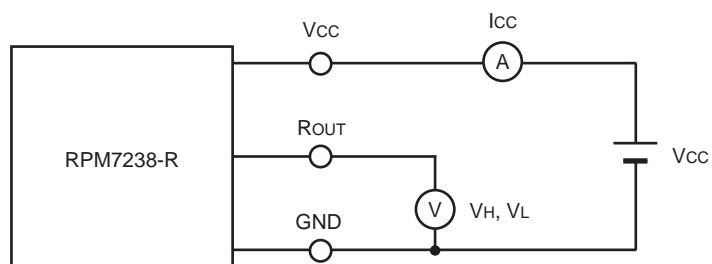 ICC
VCC
A
ROUT
RPM7238-R
VCC
V
VH, VL
GND